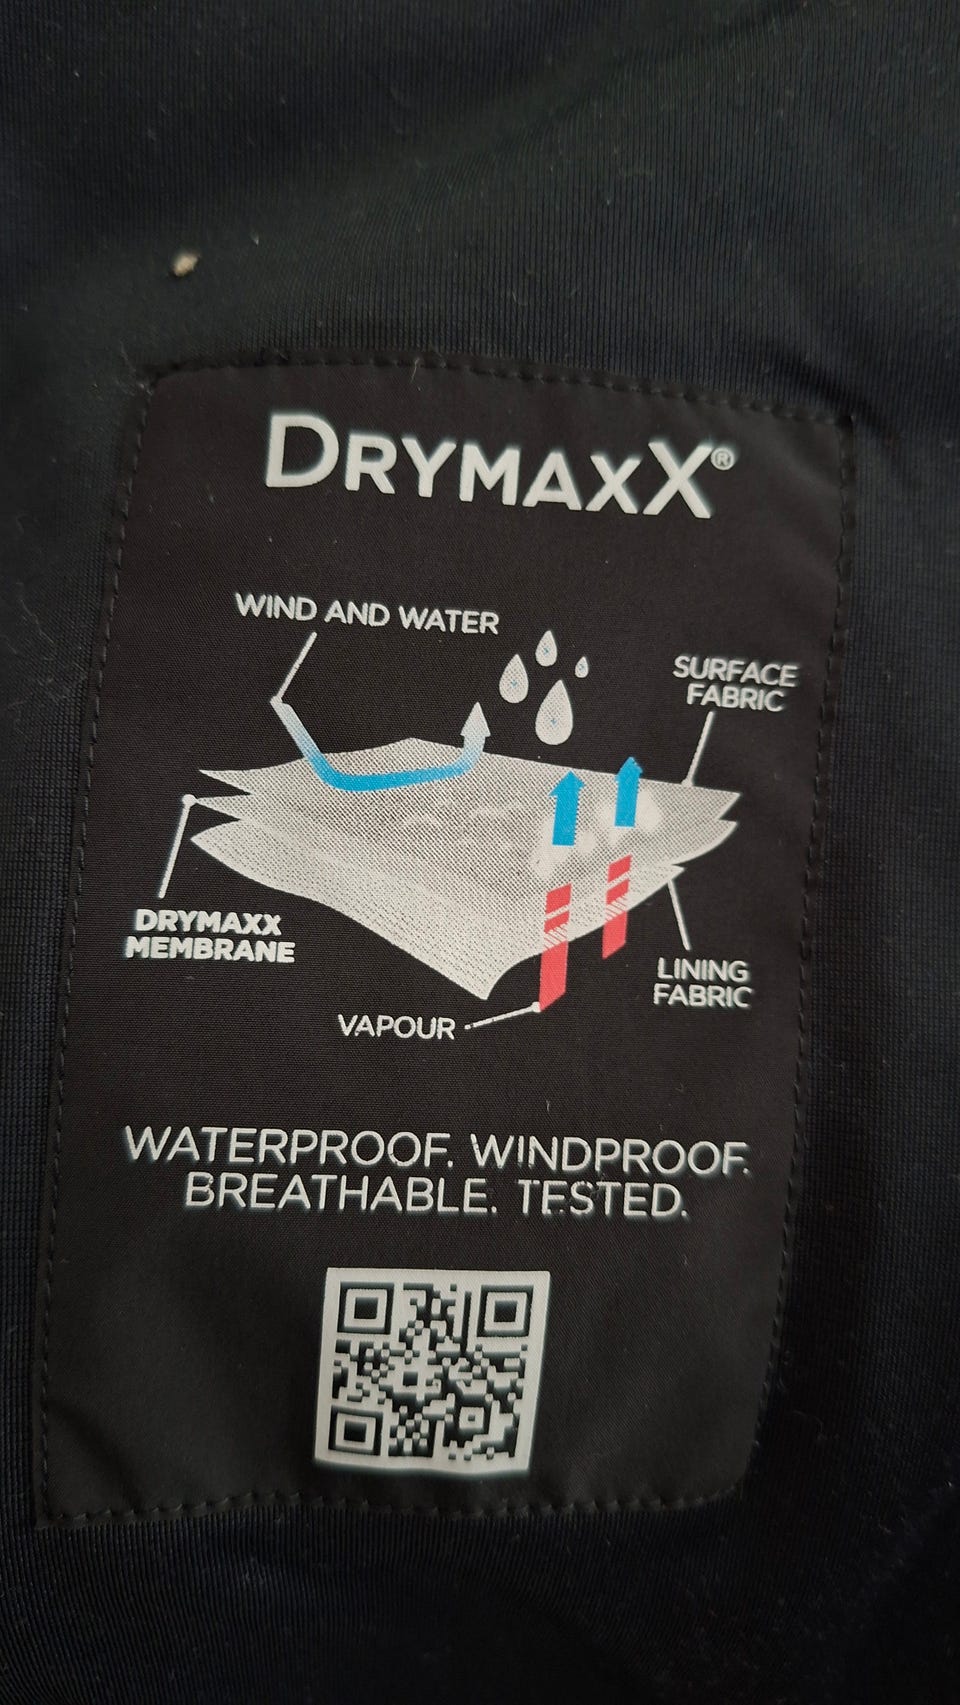 DRYMAXX®
WIND AND WATER
SURFACE
FABRIC
DRYMAXX
MEMBRANE
LINING
FABRIC
VAPOUR
WATERPROOF. WINDPROOF.
BREATHABLE. TESTED.